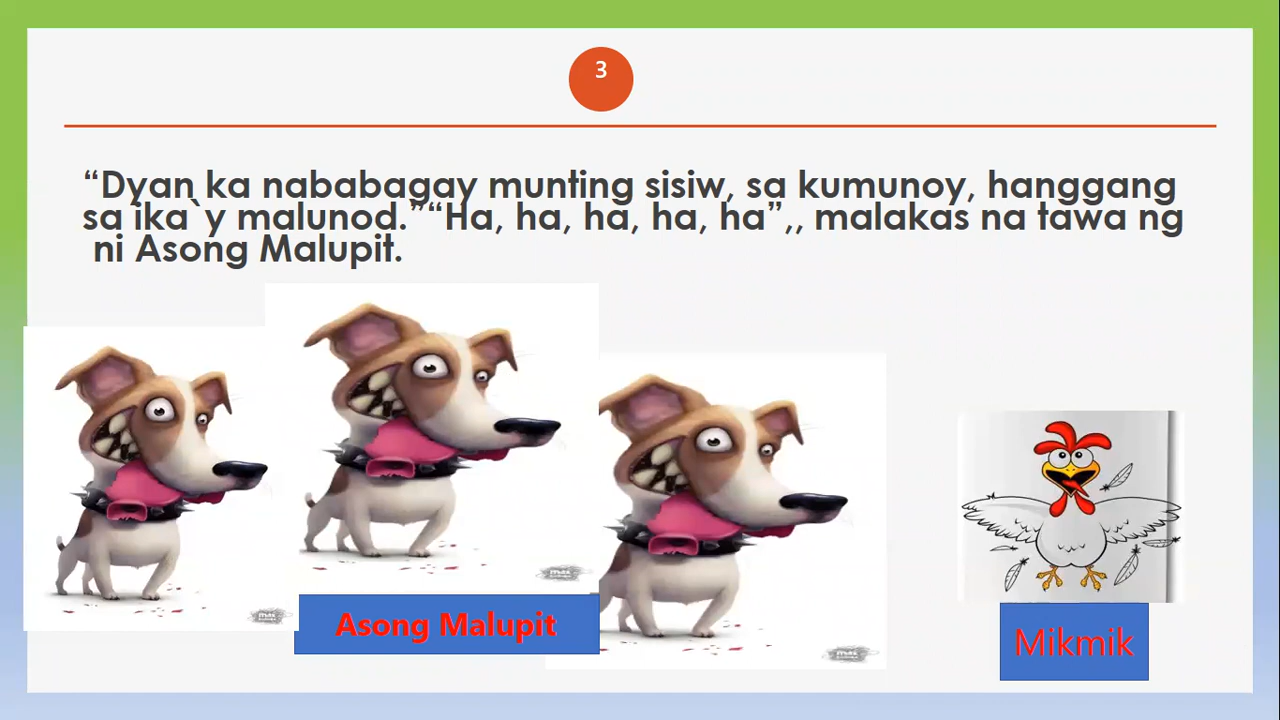 3
“Dyan ka nababagay munting sisiw, sa kumunoy, hanggang
sa ika`y malunod.”“Ha, ha, ha, ha, ha”,, malakas na tawa ng
ni Asong Malupit.
Asong Malupit
Mikmik